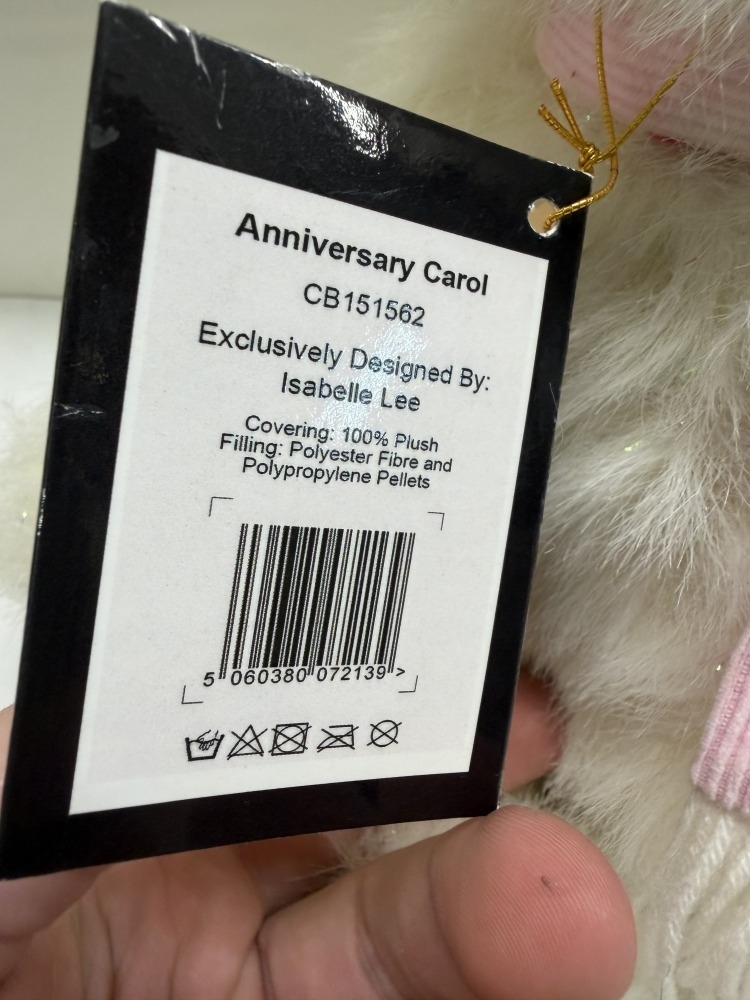 Anniversary Carol
CB151562
Exclusively Designed By:
Isabelle Lee
Covering: 100% Plush
Filling: Polyester Fibre and
Polypropylene Pellets
5 060380 072139 >